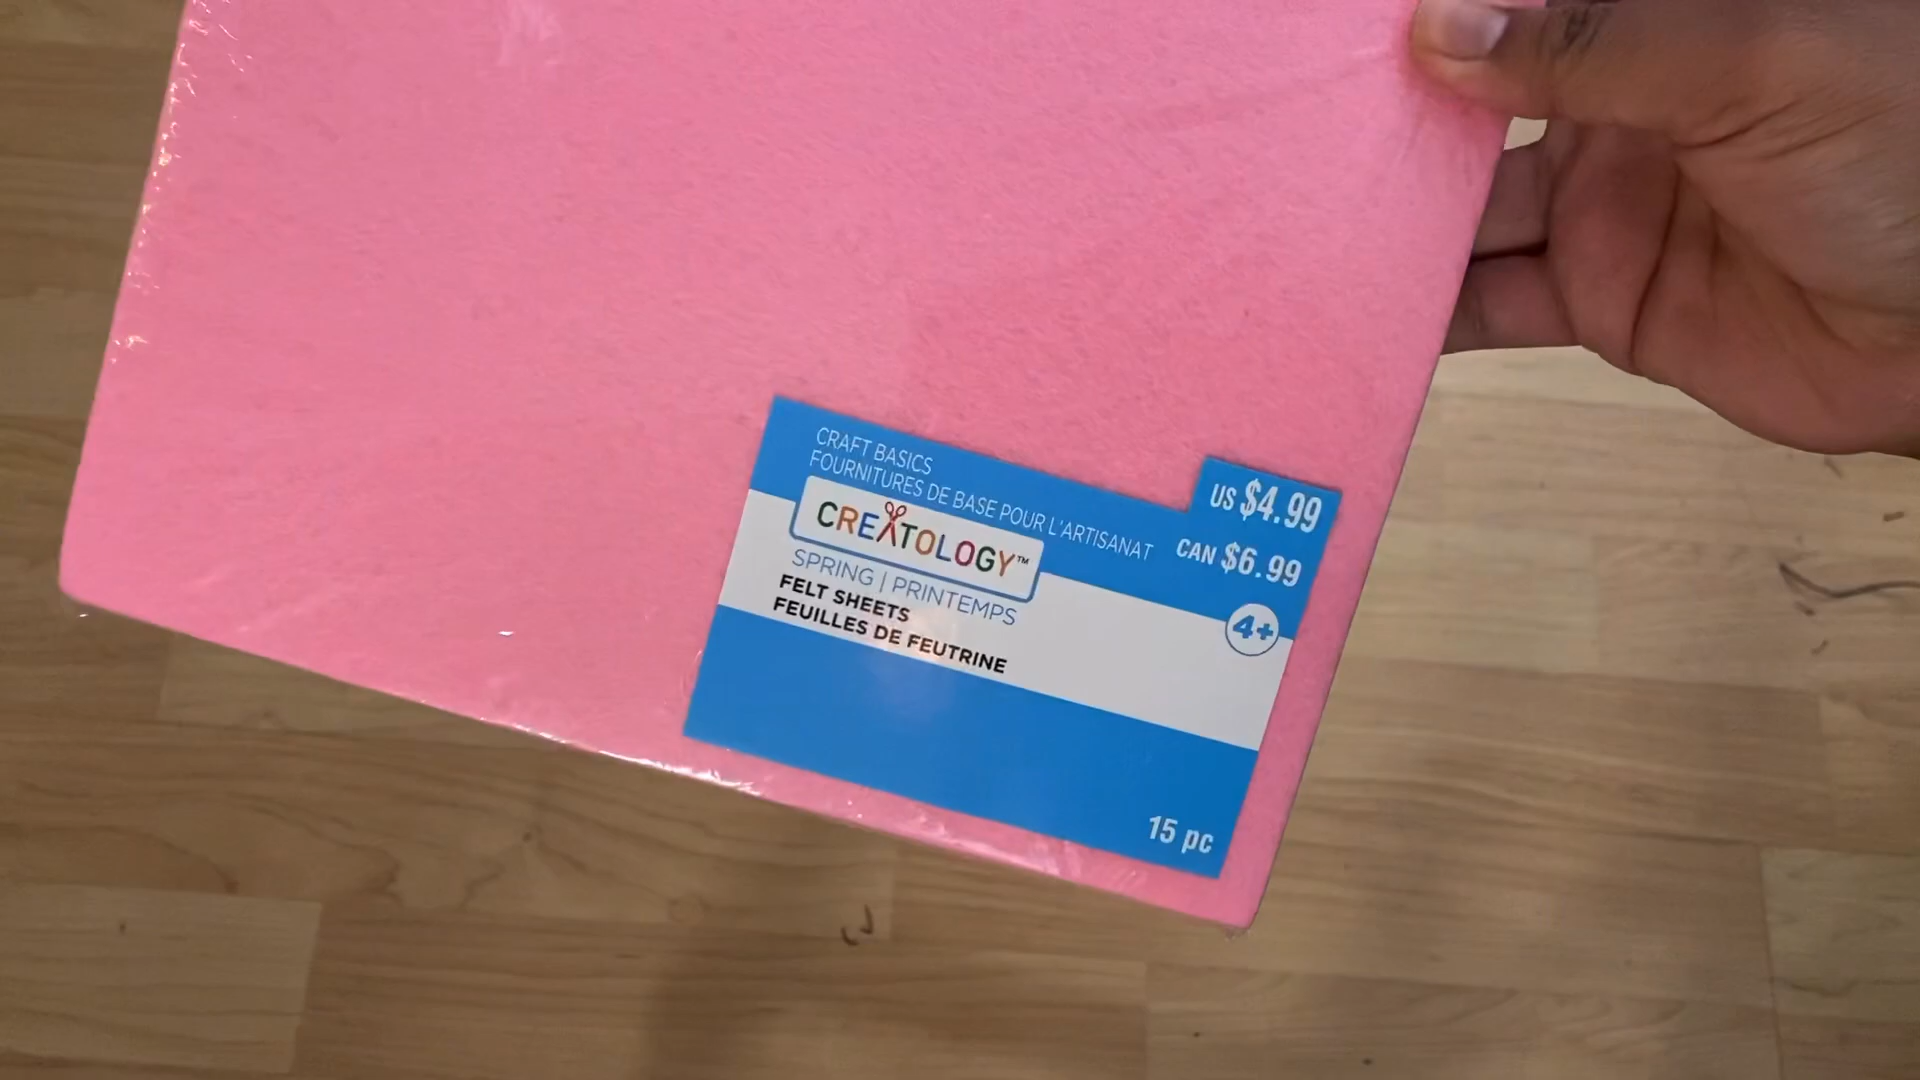 CRAFT BASICS
FOURNITURES DE BASE POUR L'ARTISANAT
US $4.99
CAN $6.99
CREATOLOGY™
SPRING | PRINTEMPS
FELT SHEETS
FEUILLES DE FEUTRINE
4+
15 pc